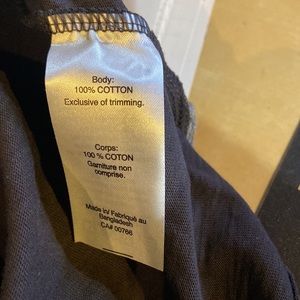 Body:
100% COTTON
Exclusive of trimming.
Corps:
100 % COTON
Garniture non
comprise.
Made in/ Fabriqué au
Bangladesh
CA# 00766